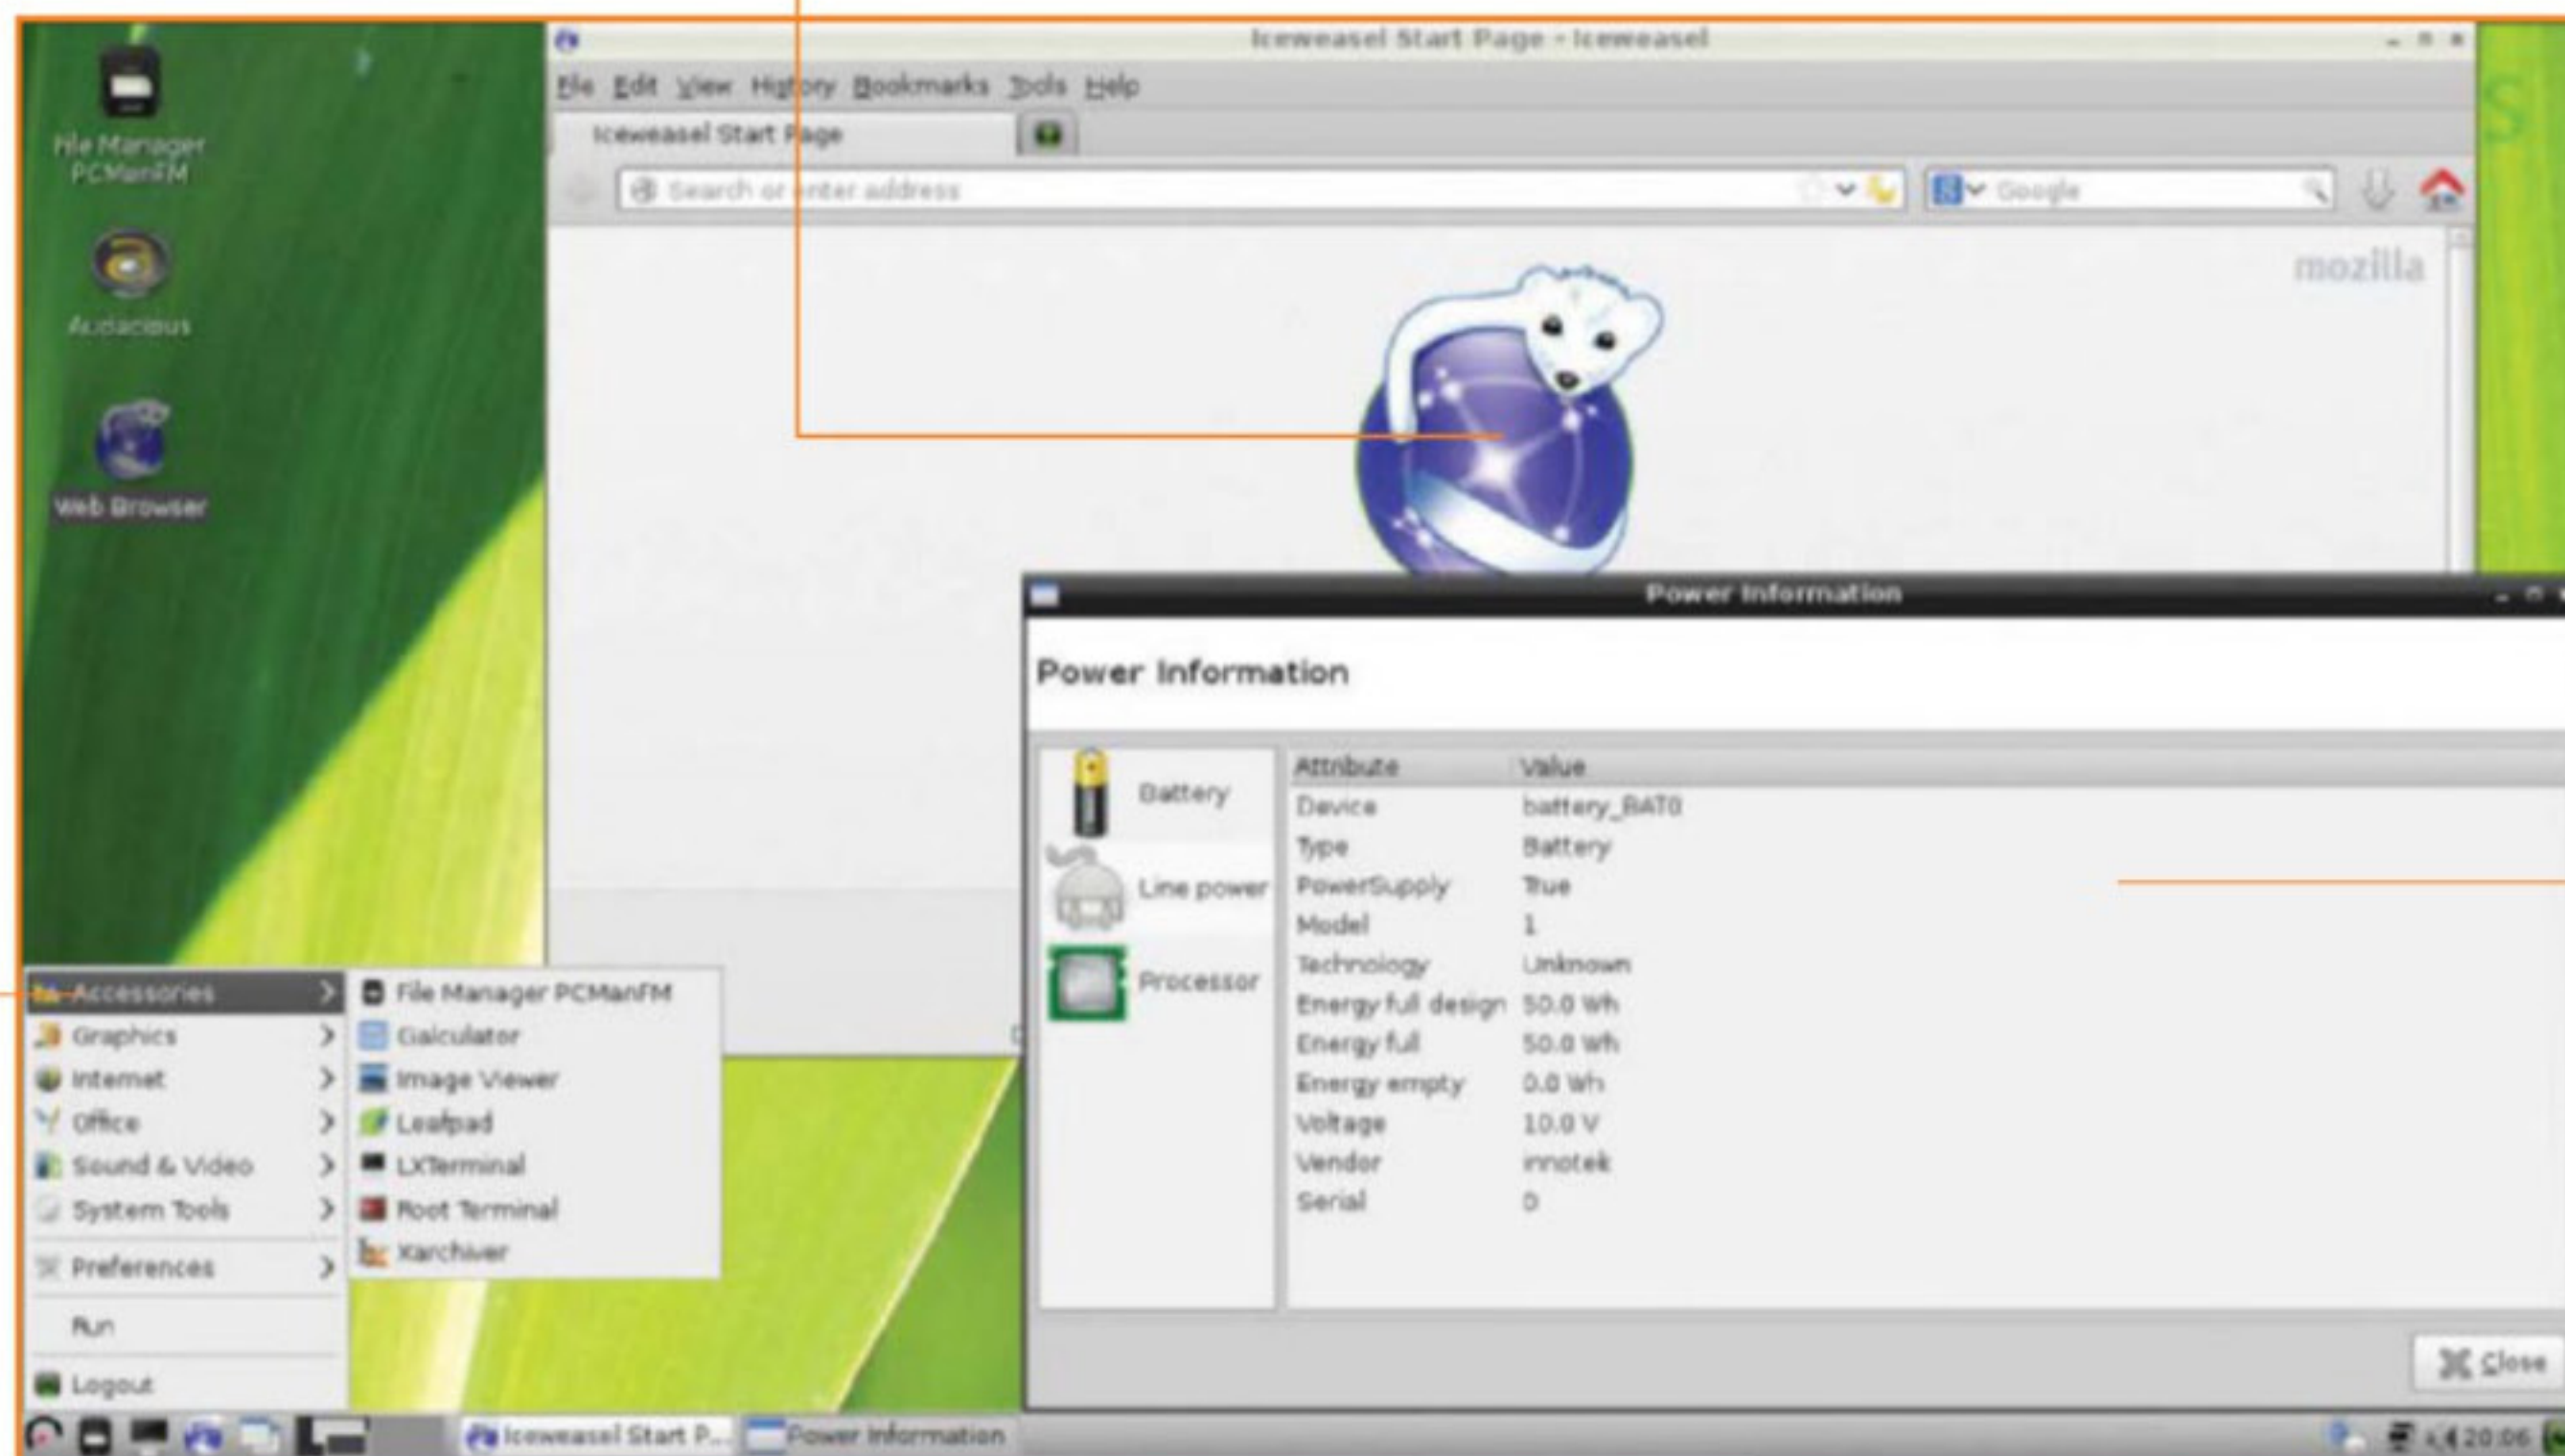 File Manager
PCManFM
Audacious
Web Browser
Iceweasel Start Page - Iceweasel
File Edit View History Bookmarks Tools Help
Iceweasel Start Page
Search or enter address
Google
mozilla
S
Power Information
Power Information
Battery
Line power
Processor
Attribute Value
Device battery_BAT0
Type Battery
PowerSupply True
Model 1
Technology Unknown
Energy full design 50.0 Wh
Energy full 50.0 Wh
Energy empty 0.0 Wh
Voltage 10.0 V
Vendor innotek
Serial 0
Close
Accessories
Graphics
Internet
Office
Sound & Video
System Tools
Preferences
Run
Logout
File Manager PCManFM
Galculator
Image Viewer
Leafpad
LXTerminal
Root Terminal
Xarchiver
Iceweasel Start P...
Power Information
20:06